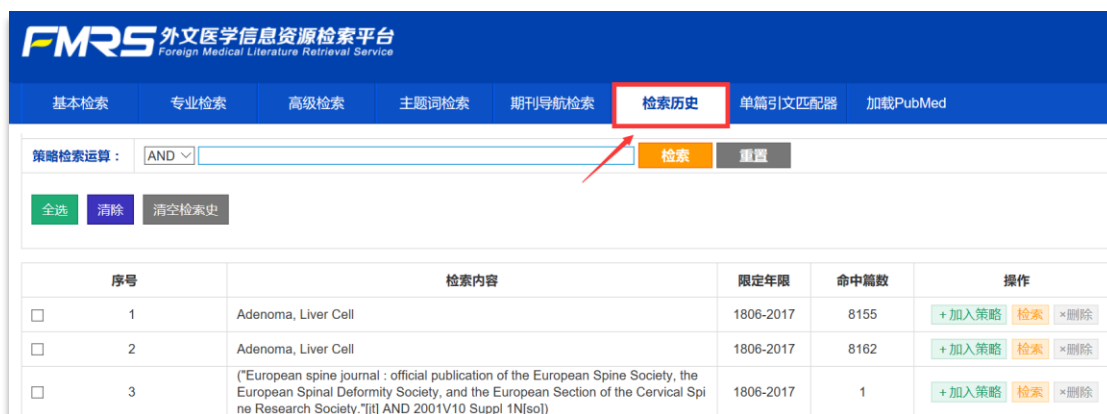 FMRS 外文医学信息资源检索平台
Foreign Medical Literature Retrieval Service
基本检索 专业检索 高级检索 主题词检索 期刊导航检索 检索历史 单篇引文匹配器 加载PubMed
策略检索运算： AND 检索 重置
全选 清除 清空检索史
序号 检索内容 限定年限 命中篇数 操作
1 Adenoma, Liver Cell 1806-2017 8155 +加入策略 检索 ×删除
2 Adenoma, Liver Cell 1806-2017 8162 +加入策略 检索 ×删除
("European spine journal : official publication of the European Spine Society, the
3 European Spinal Deformity Society, and the European Section of the Cervical Spi 1806-2017 1 +加入策略 检索 ×删除
ne Research Society."[jt] AND 2001V10 Suppl 1N[so])